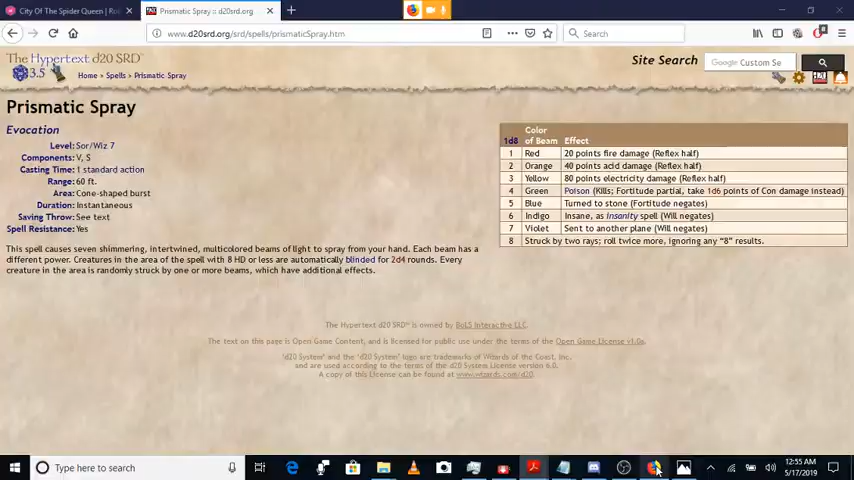 City Of The Spider Queen | Ro
Prismatic Spray :: d20srd.org
www.d20srd.org/srd/spells/prismaticSpray.htm
Search
The Hypertext d20 SRD™
3.5
Home » Spells » Prismatic Spray
Site Search
Google Custom Se
Prismatic Spray
Evocation
Level: Sor/Wiz 7
Components: V, S
Casting Time: 1 standard action
Range: 60 ft.
Area: Cone-shaped burst
Duration: Instantaneous
Saving Throw: See text
Spell Resistance: Yes
This spell causes seven shimmering, intertwined, multicolored beams of light to spray from your hand. Each beam has a
different power. Creatures in the area of the spell with 8 HD or less are automatically blinded for 2d4 rounds. Every
creature in the area is randomly struck by one or more beams, which have additional effects.
1d8 Color of Beam Effect
1 Red 20 points fire damage (Reflex half)
2 Orange 40 points acid damage (Reflex half)
3 Yellow 80 points electricity damage (Reflex half)
4 Green Poison (Kills; Fortitude partial, take 1d6 points of Con damage instead)
5 Blue Turned to stone (Fortitude negates)
6 Indigo Insane, as insanity spell (Will negates)
7 Violet Sent to another plane (Will negates)
8 Struck by two rays; roll twice more, ignoring any “8” results.
The Hypertext d20 SRD™ is owned by BoLS Interactive LLC.
The text on this page is Open Game Content, and is licensed for public use under the terms of the Open Game License v1.0a.
'd20 System' and the 'd20 System' logo are trademarks of Wizards of the Coast, Inc.
and are used according to the terms of the d20 System License version 6.0.
A copy of this License can be found at www.wizards.com/d20.
Type here to search
12:55 AM
5/17/2019